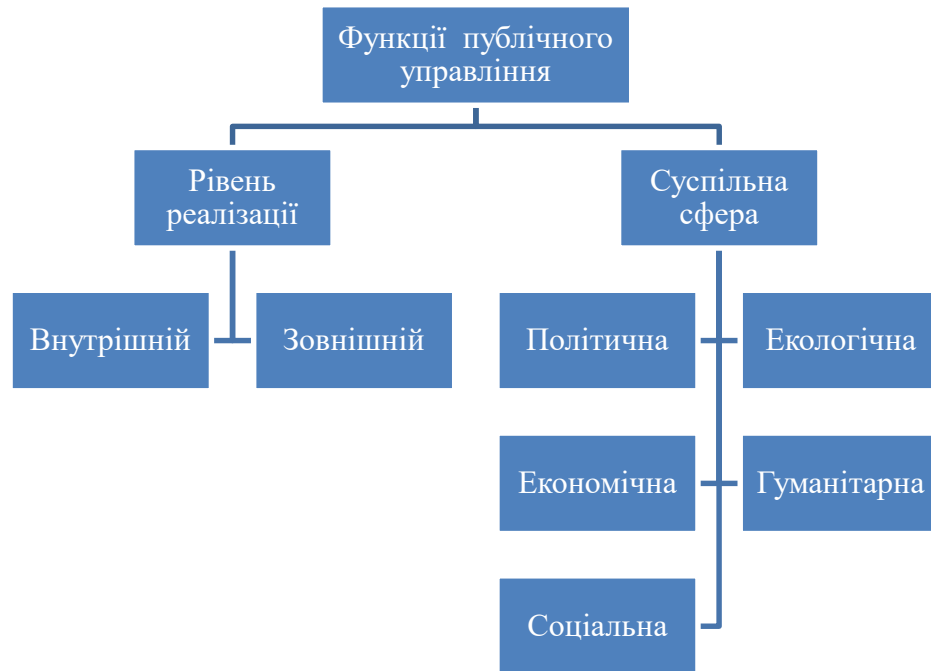 Функції публічного
управління
Рівень
реалізації
Суспільна
сфера
Внутрішній
Зовнішній
Політична
Екологічна
Економічна
Гуманітарна
Соціальна